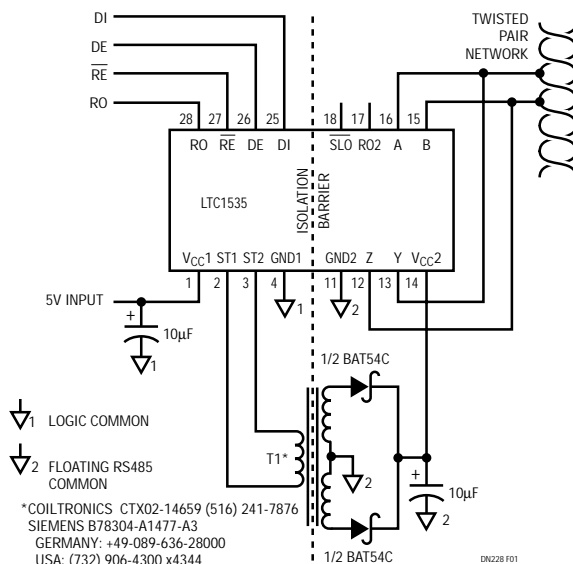 DI
DE
RE
RO
TWISTED
PAIR
NETWORK
28 27 26 25 18 17 16 15
RO RE DE DI SLO RO2 A B
LTC1535
ISOLATION
BARRIER
VCC1 ST1 ST2 GND1 GND2 Z Y VCC2
1 2 3 4 11 12 13 14
5V INPUT
+
10µF
1
1
2
1/2 BAT54C
T1*
2
+
10µF
2
1/2 BAT54C
1 LOGIC COMMON
2 FLOATING RS485
COMMON
*COILTRONICS CTX02-14659 (516) 241-7876
SIEMENS B78304-A1477-A3
GERMANY: +49-089-636-28000
USA: (732) 906-4300 x4344
DN228 F01